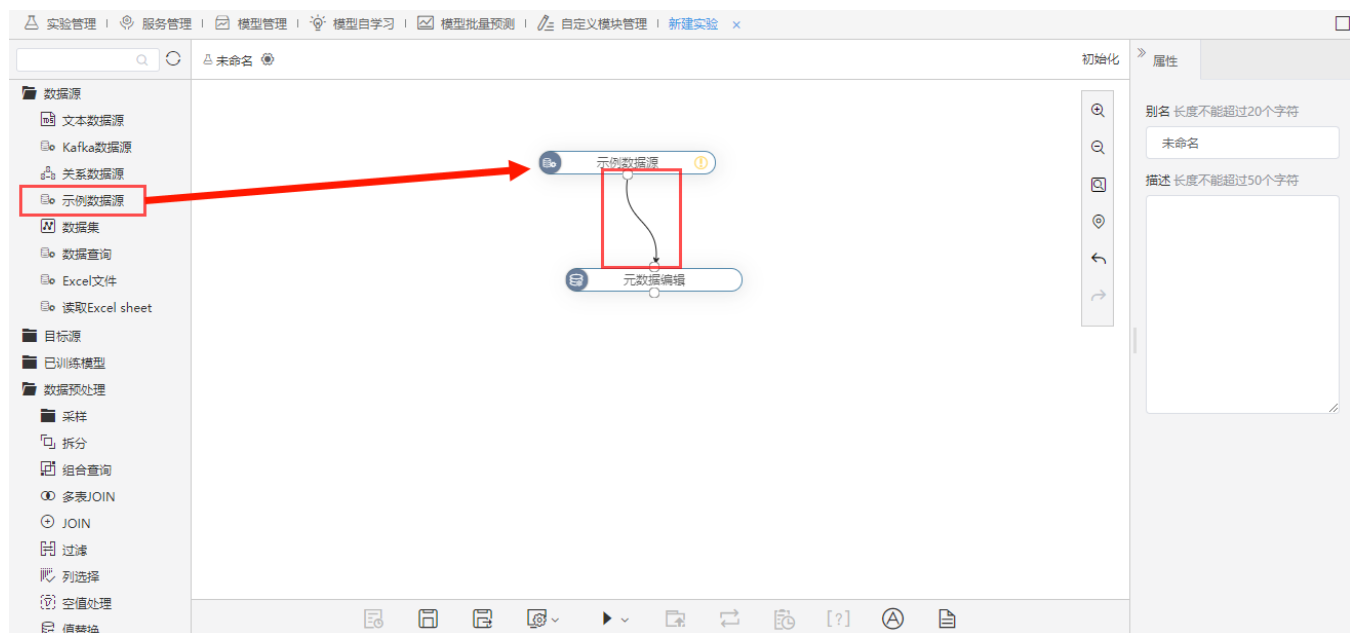 实验管理 服务管理 模型管理 模型自学习 模型批量预测 自定义模块管理 新建实验 ×
未命名
初始化
属性
数据源
文本数据源
Kafka数据源
关系数据源
示例数据源
数据集
数据查询
Excel文件
读取Excel sheet
目标源
已训练模型
数据预处理
采样
拆分
组合查询
多表JOIN
JOIN
过滤
列选择
空值处理
值替换
示例数据源
元数据编辑
别名 长度不能超过20个字符
未命名
描述 长度不能超过50个字符